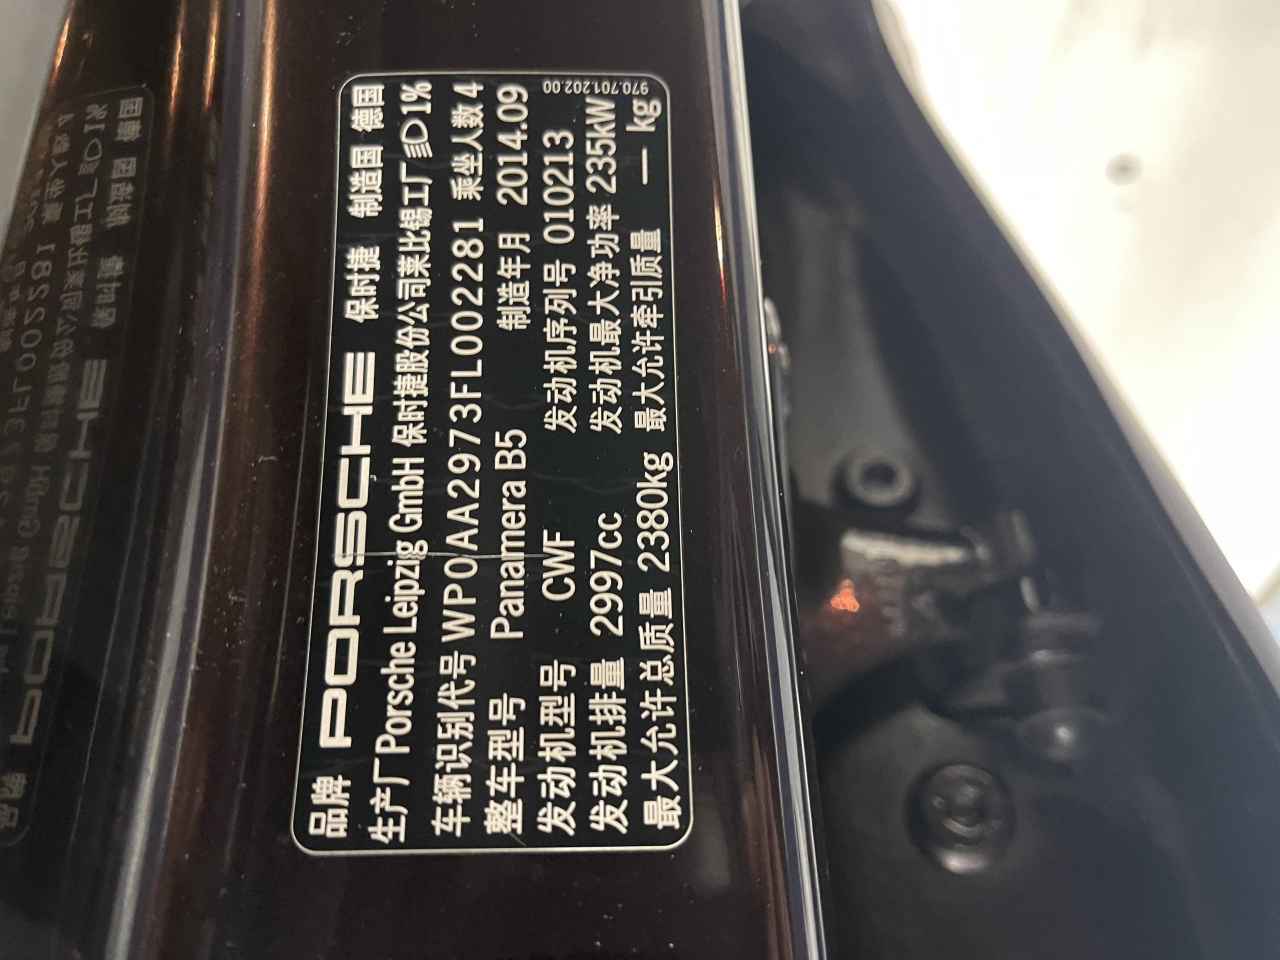 品牌 PORSCHE 保时捷 制造国 德国
生产厂 Porsche Leipzig GmbH 保时捷股份公司莱比锡工厂 1%
车辆识别代号 WP0AA2973FL002281 乘坐人数 4
整车型号 Panamera B5 制造年月 2014.09
发动机型号 CWF 发动机序列号 010213
发动机排量 2997cc 发动机最大净功率 235kW
最大允许总质量 2380kg 最大允许牵引质量 — kg
970.701.202.00